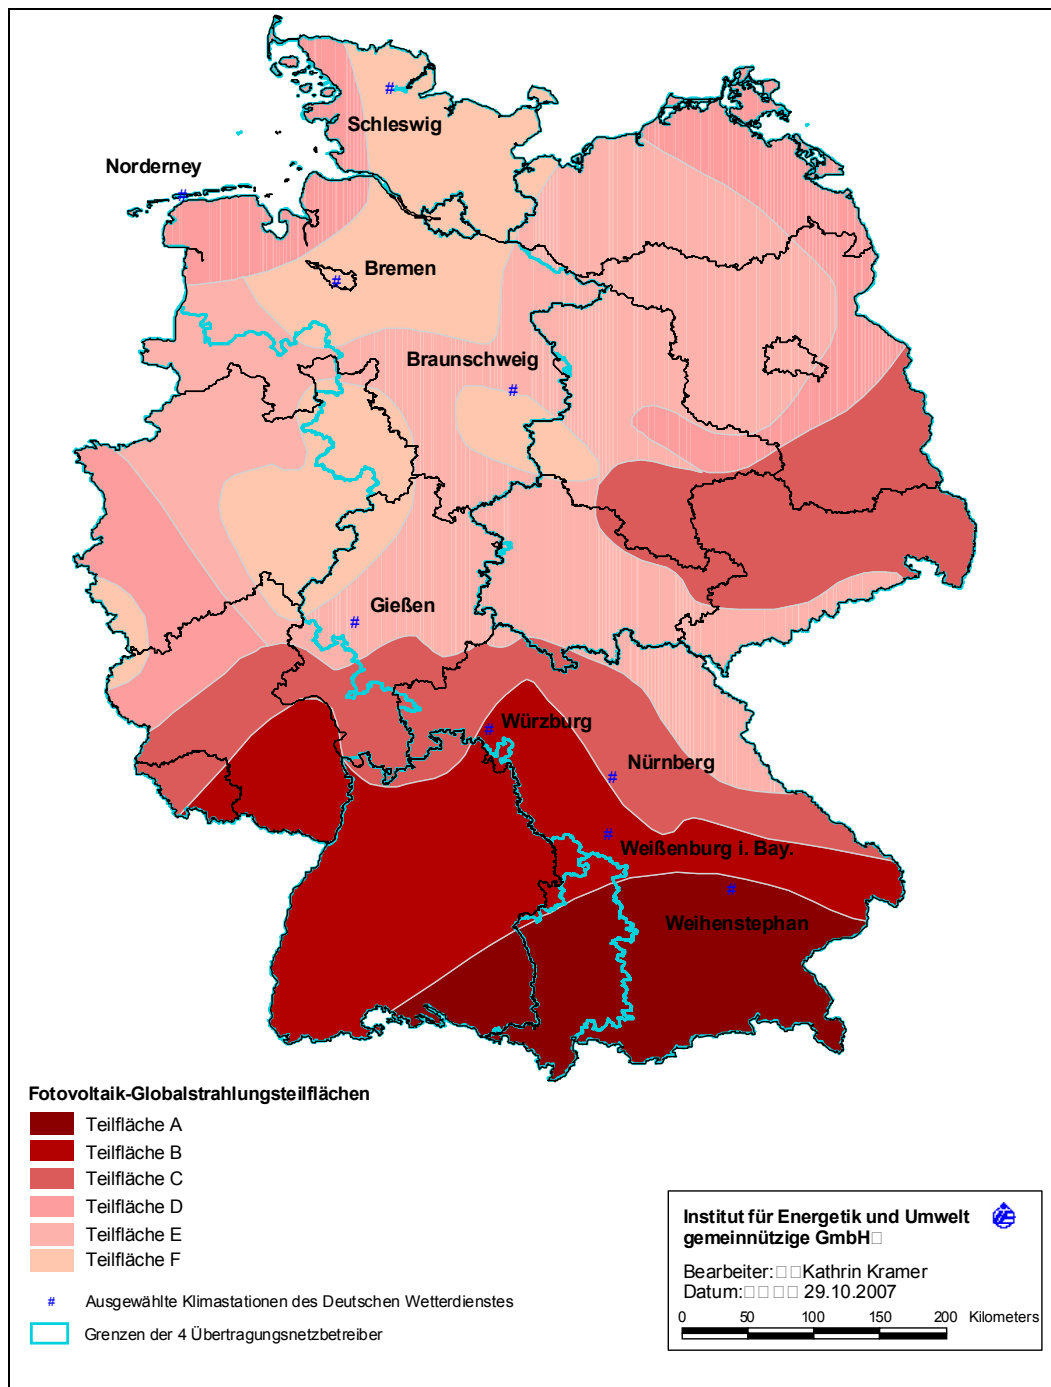 Schleswig
Norderney
Bremen
Braunschweig
Gießen
Würzburg
Nürnberg
Weißenburg i. Bay.
Weihenstephan
Fotovoltaik-Globalstrahlungsteilflächen
Teilfläche A
Teilfläche B
Teilfläche C
Teilfläche D
Teilfläche E
Teilfläche F
# Ausgewählte Klimastationen des Deutschen Wetterdienstes
Grenzen der 4 Übertragungsnetzbetreiber
Institut für Energetik und Umwelt
gemeinnützige GmbH□
Bearbeiter:□ □Kathrin Kramer
Datum:□ □ □ □ 29.10.2007
0 50 100 150 200 Kilometers